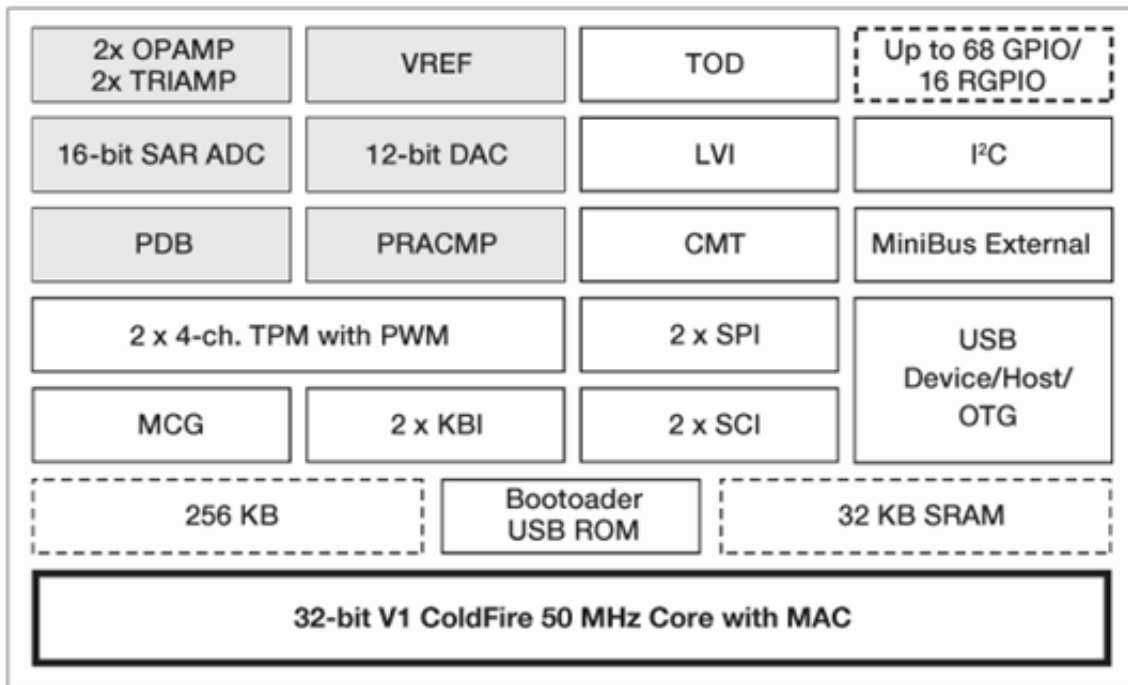 2x OPAMP
2x TRIAMP
VREF
TOD
Up to 68 GPIO/
16 RGPIO
16-bit SAR ADC
12-bit DAC
LVI
I²C
PDB
PRACMP
CMT
MiniBus External
2 x 4-ch. TPM with PWM
2 x SPI
USB
Device/Host/
OTG
MCG
2 x KBI
2 x SCI
256 KB
Bootoader
USB ROM
32 KB SRAM
32-bit V1 ColdFire 50 MHz Core with MAC